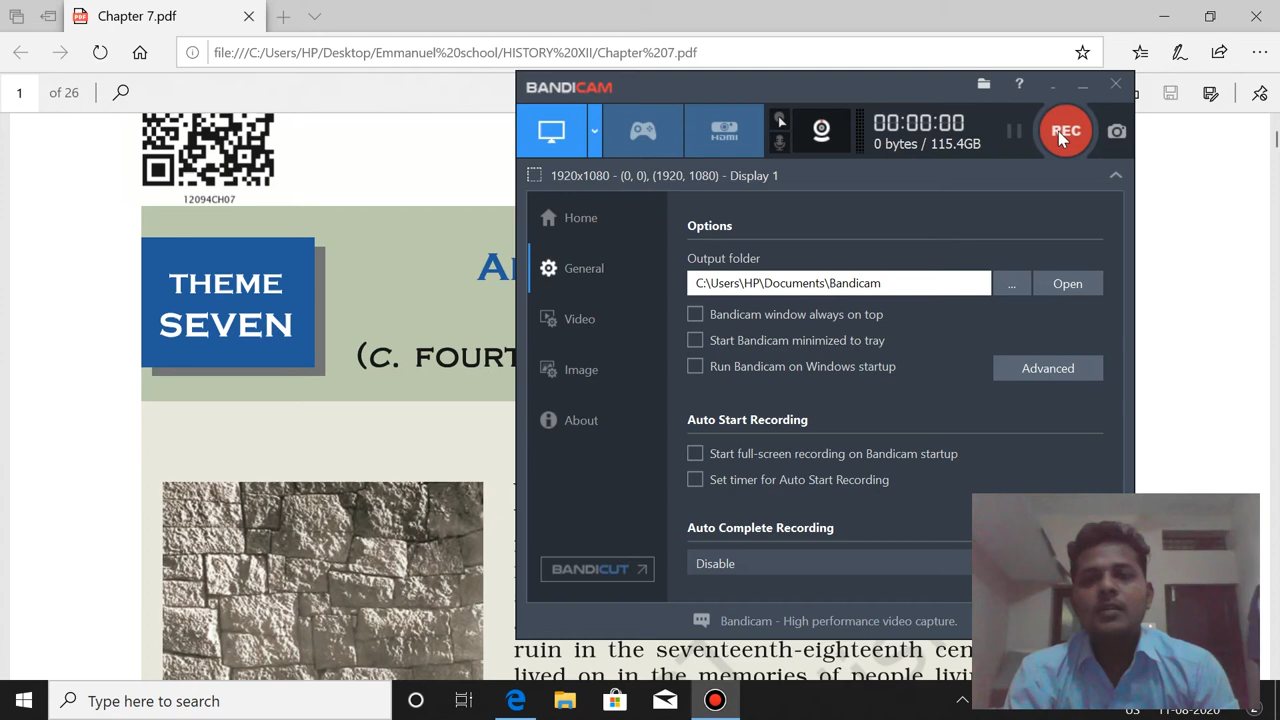 Chapter 7.pdf
file:///C:/Users/HP/Desktop/Emmanuel%20school/HISTORY%20XII/Chapter%207.pdf
1 of 26
12094CH07
THEME
SEVEN
(C. FOURT
BANDICAM
?
HDMI
00:00:00
0 bytes / 115.4GB
REC
1920x1080 - (0, 0), (1920, 1080) - Display 1
Home
General
Video
Image
About
BANDICUT
Options
Output folder
C:\Users\HP\Documents\Bandicam
...
Open
Bandicam window always on top
Start Bandicam minimized to tray
Run Bandicam on Windows startup
Advanced
Auto Start Recording
Start full-screen recording on Bandicam startup
Set timer for Auto Start Recording
Auto Complete Recording
Disable
Bandicam - High performance video capture.
ruin in the seventeenth-eighteenth cen
lived on in the memories of people livi
Type here to search
11-08-2020